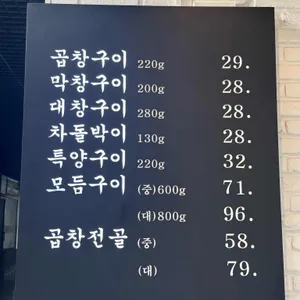 곱창구이 220g 29.
막창구이 200g 28.
대창구이 280g 28.
차돌박이 130g 28.
특양구이 220g 32.
모듬구이 (중)600g 71.
(대)800g 96.
곱창전골 (중) 58.
(대) 79.